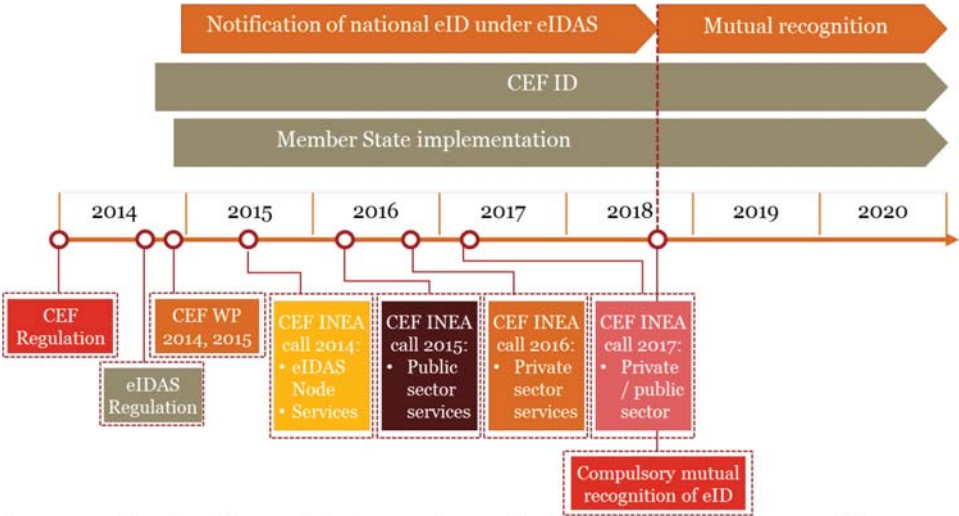 Notification of national eID under eIDAS
Mutual recognition
CEF ID
Member State implementation
2014
2015
2016
2017
2018
2019
2020
CEF
Regulation
eIDAS
Regulation
CEF WP
2014, 2015
CEF INEA
call 2014:
• eIDAS
Node
• Services
CEF INEA
call 2015:
• Public
sector
services
CEF INEA
call 2016:
• Private
sector
services
CEF INEA
call 2017:
• Private
/ public
sector
Compulsory mutual
recognition of eID